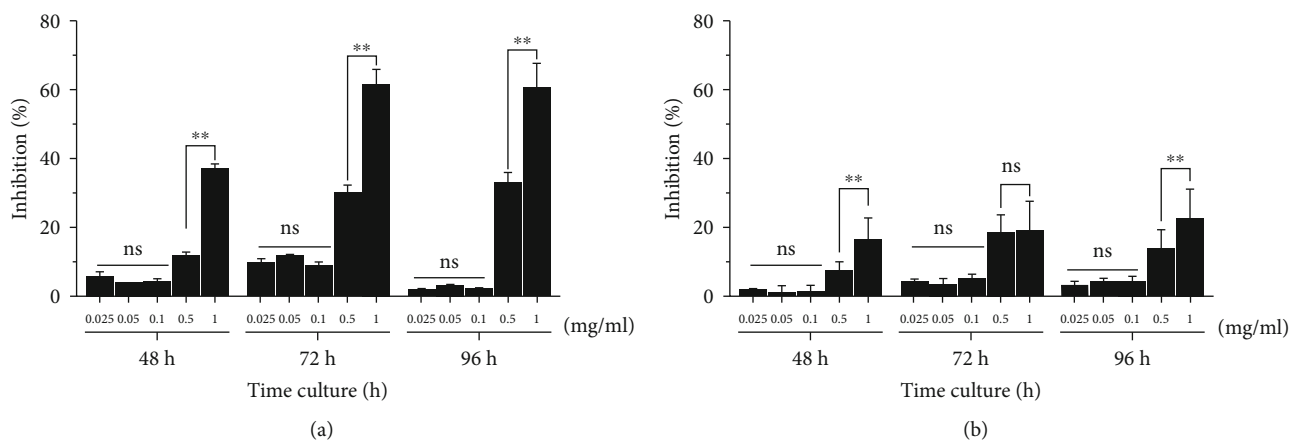 80
60
40
20
0
Inhibition (%)
**
**
**
ns
ns
ns
0.025 0.05 0.1 0.5 1 0.025 0.05 0.1 0.5 1 0.025 0.05 0.1 0.5 1 (mg/ml)
48 h 72 h 96 h
Time culture (h)
(a)
80
60
40
20
0
Inhibition (%)
**
ns
**
ns
ns
ns
0.025 0.05 0.1 0.5 1 0.025 0.05 0.1 0.5 1 0.025 0.05 0.1 0.5 1 (mg/ml)
48 h 72 h 96 h
Time culture (h)
(b)